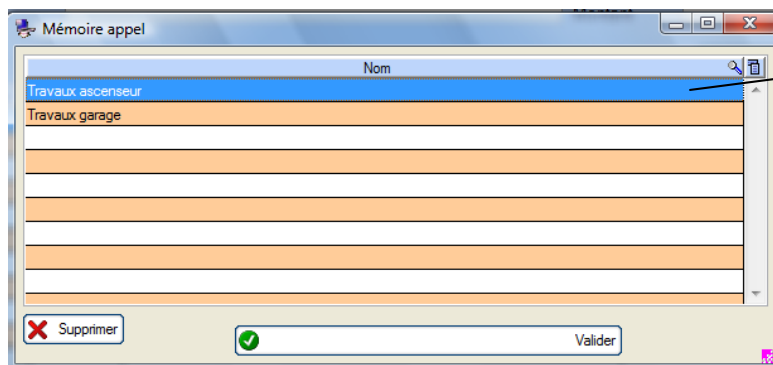 Mémoire appel
Nom
Travaux ascenseur
Travaux garage
Supprimer
Valider